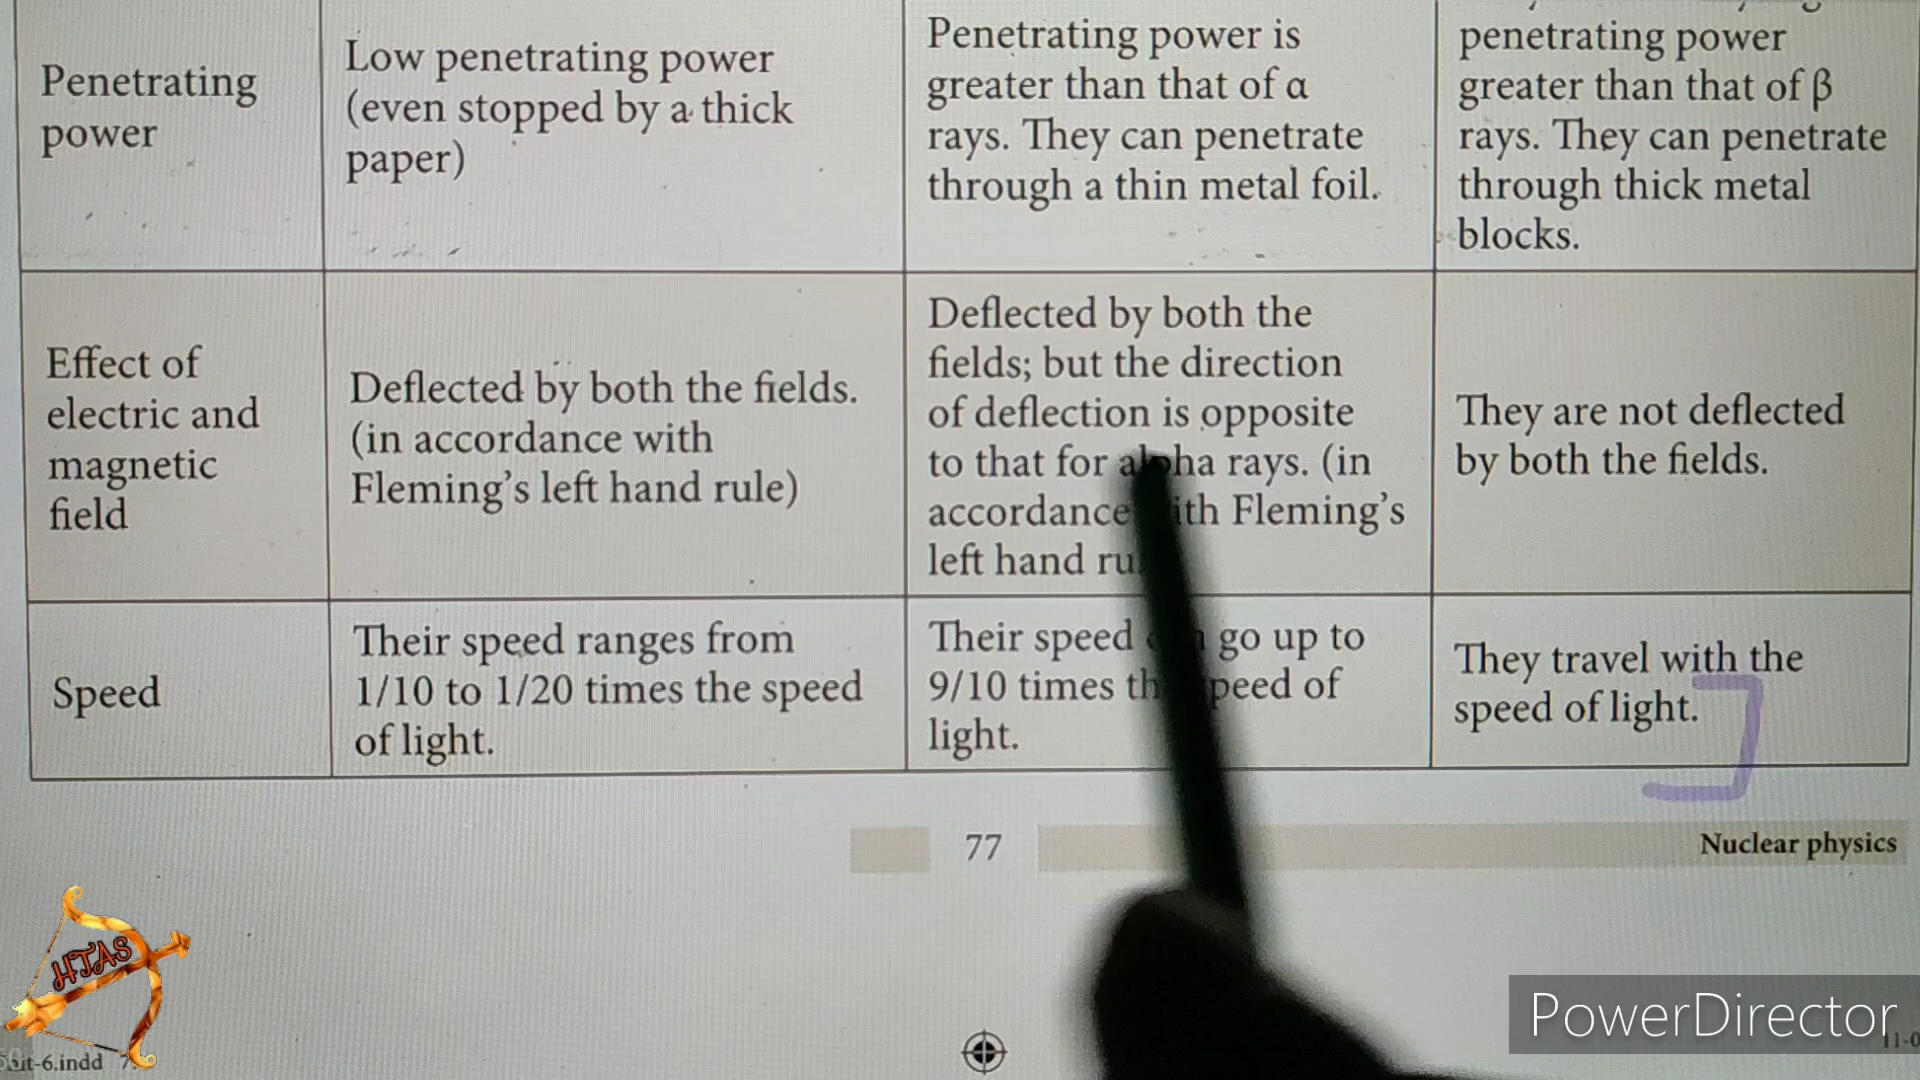 Penetrating
power
Low penetrating power
(even stopped by a thick
paper)
Penetrating power is
greater than that of α
rays. They can penetrate
through a thin metal foil.
penetrating power
greater than that of β
rays. They can penetrate
through thick metal
blocks.
Effect of
electric and
magnetic
field
Deflected by both the fields.
(in accordance with
Fleming's left hand rule)
Deflected by both the
fields; but the direction
of deflection is opposite
to that for alpha rays. (in
accordance with Fleming's
left hand
They are not deflected
by both the fields.
Speed
Their speed ranges from
1/10 to 1/20 times the speed
of light.
Their speed go up to
9/10 times speed of
light.
They travel with the
speed of light.
77
Nuclear physics
HTAS
PowerDirector